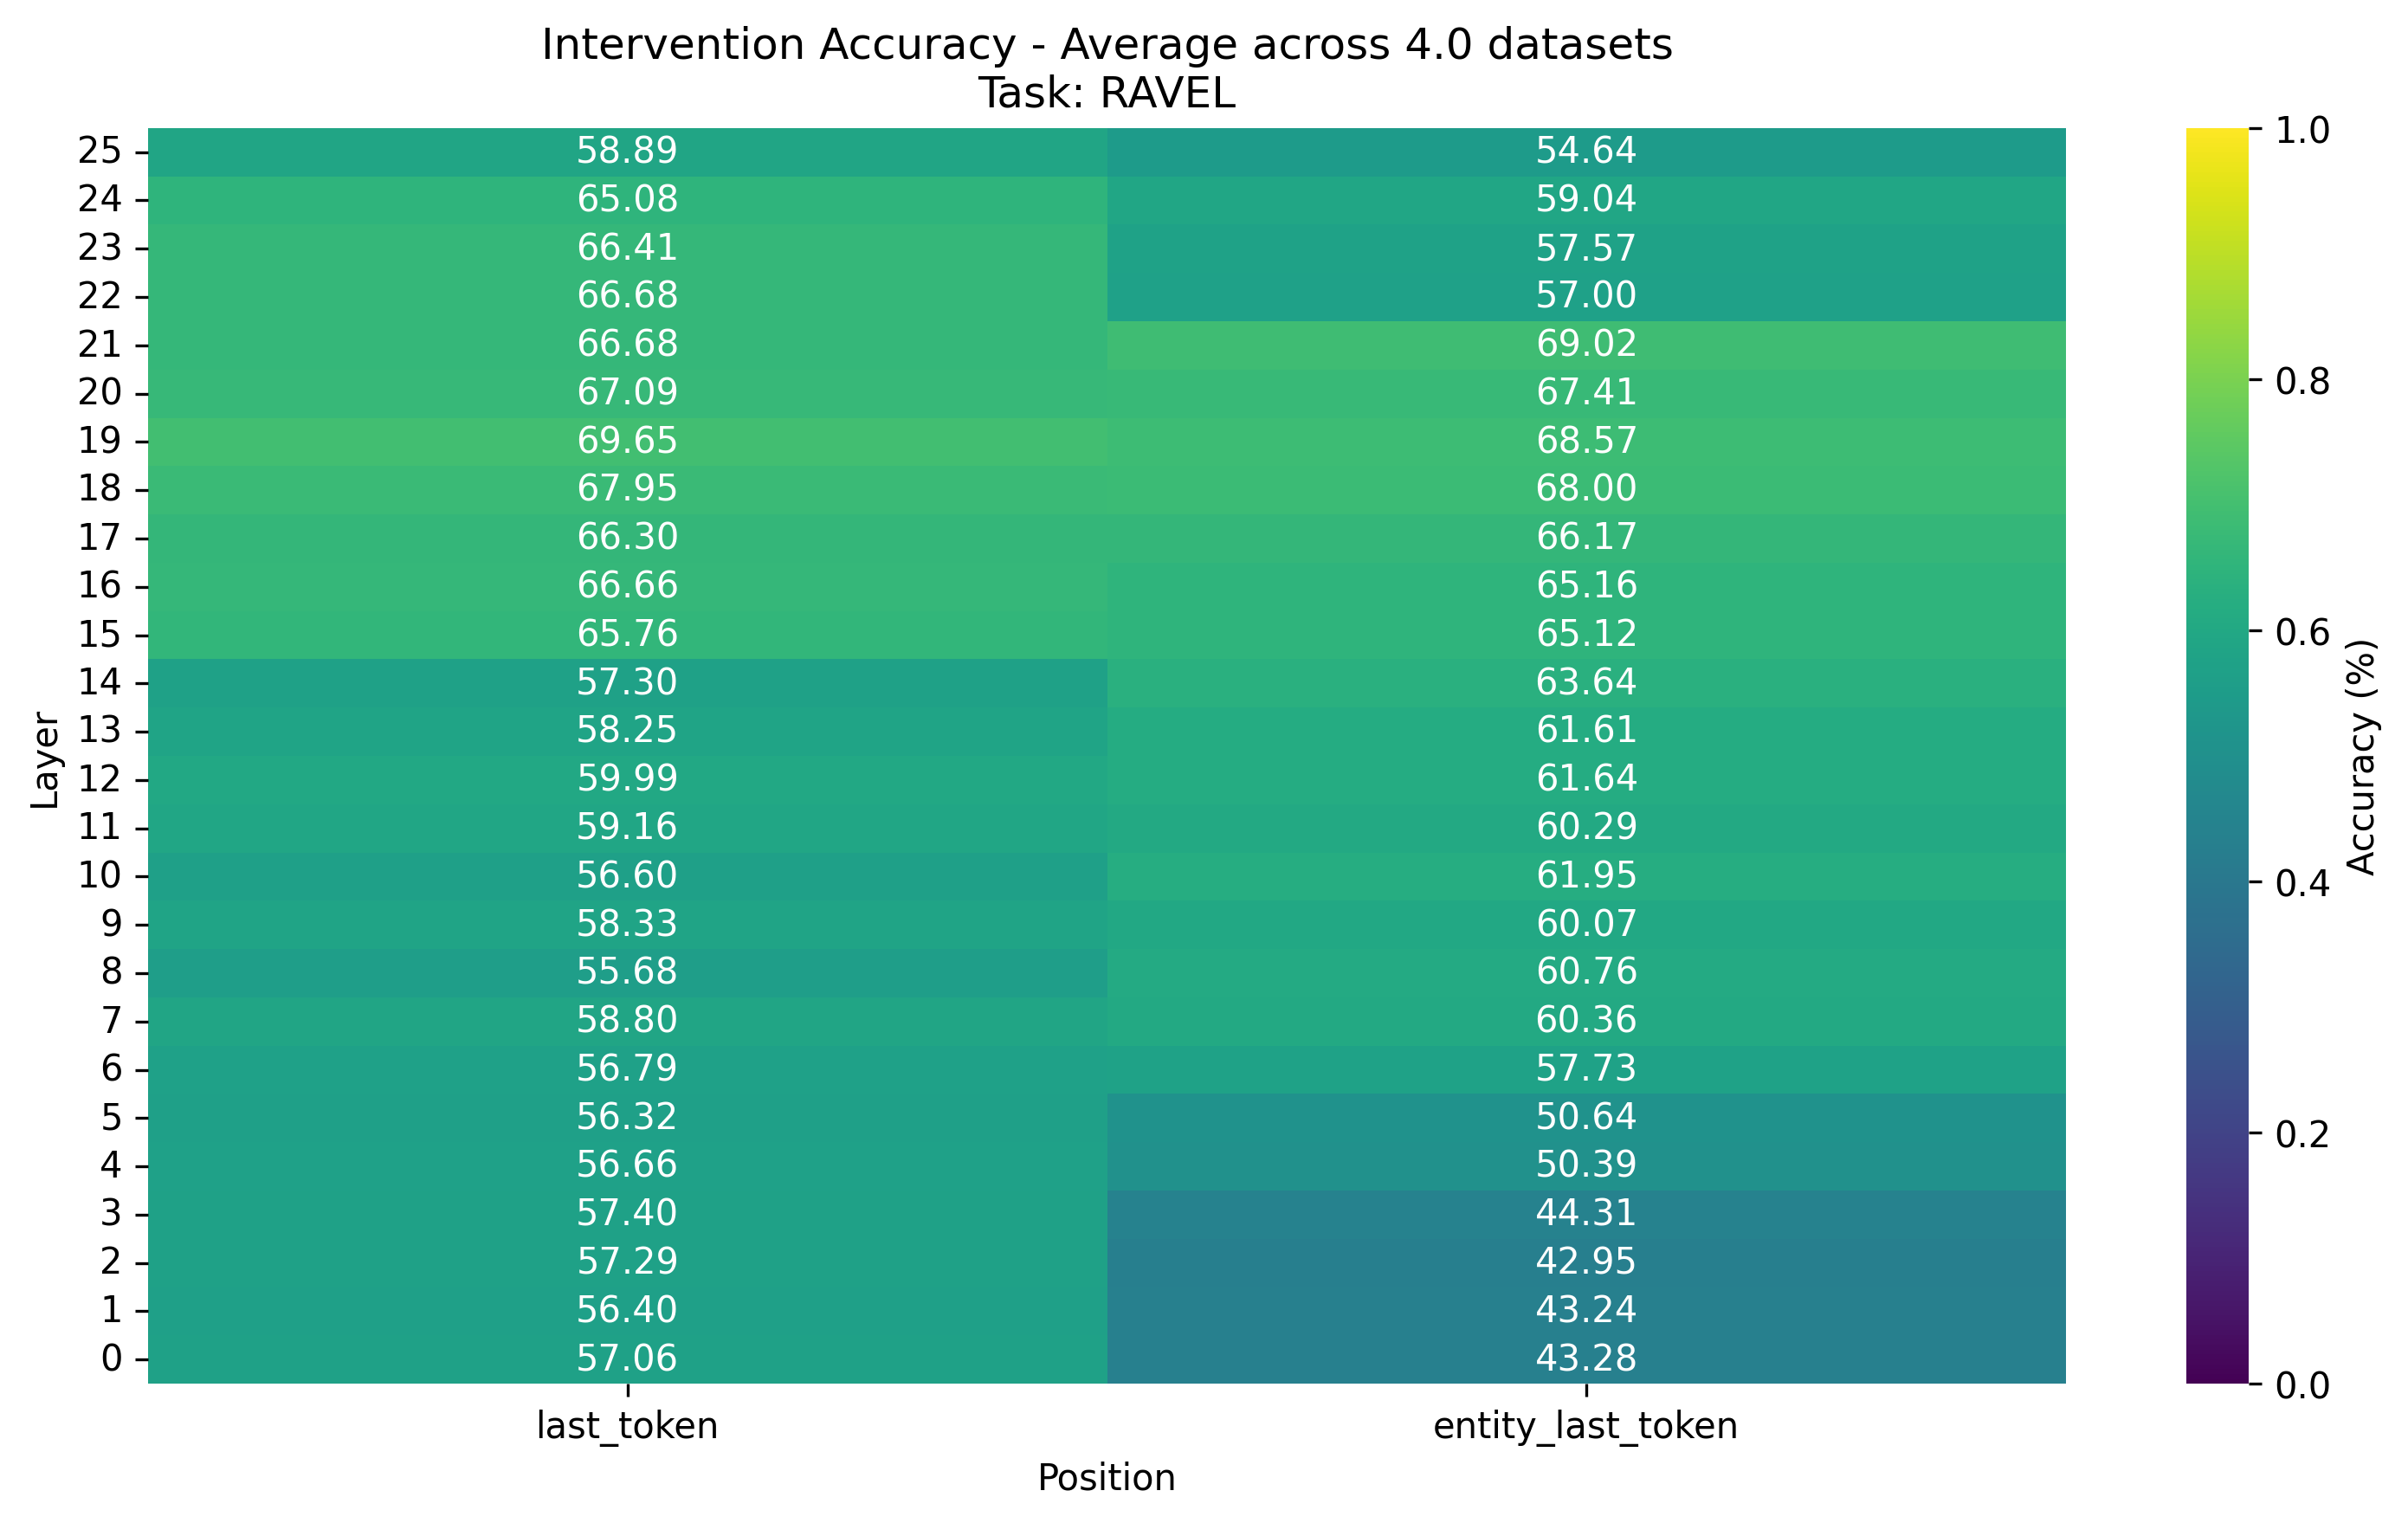 Intervention Accuracy - Average across 4.0 datasets
Task: RAVEL
Layer
25 58.89 54.64
24 65.08 59.04
23 66.41 57.57
22 66.68 57.00
21 66.68 69.02
20 67.09 67.41
19 69.65 68.57
18 67.95 68.00
17 66.30 66.17
16 66.66 65.16
15 65.76 65.12
14 57.30 63.64
13 58.25 61.61
12 59.99 61.64
11 59.16 60.29
10 56.60 61.95
9 58.33 60.07
8 55.68 60.76
7 58.80 60.36
6 56.79 57.73
5 56.32 50.64
4 56.66 50.39
3 57.40 44.31
2 57.29 42.95
1 56.40 43.24
0 57.06 43.28
last_token entity_last_token
Position
1.0
0.8
0.6
0.4
0.2
0.0
Accuracy (%)